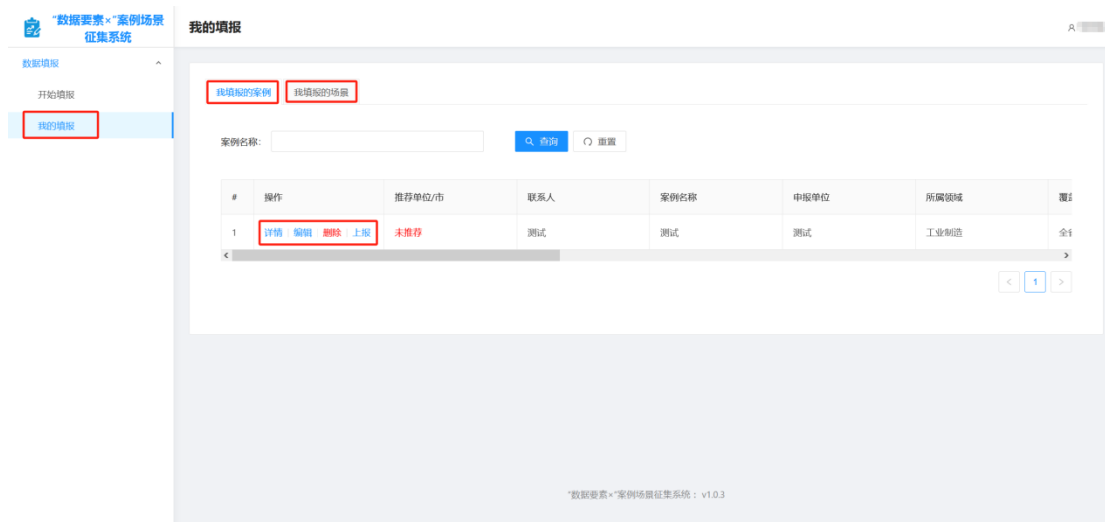 “数据要素×”案例场景
征集系统
我的填报
数据填报
开始填报
我的填报
我填报的案例 我填报的场景
案例名称:
查询 重置
# 操作 推荐单位/市 联系人 案例名称 申报单位 所属领域
1 详情 编辑 删除 上报 未推荐 测试 测试 测试 工业制造
1
“数据要素×”案例场景征集系统： v1.0.3